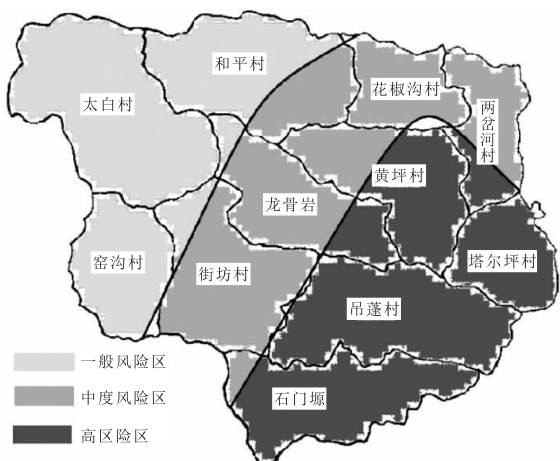 和平村
太白村
花椒沟村
两岔河村
黄坪村
龙骨岩
窑沟村
街坊村
塔尔坪村
吊蓬村
石门塬
一般风险区
中度风险区
高区险区